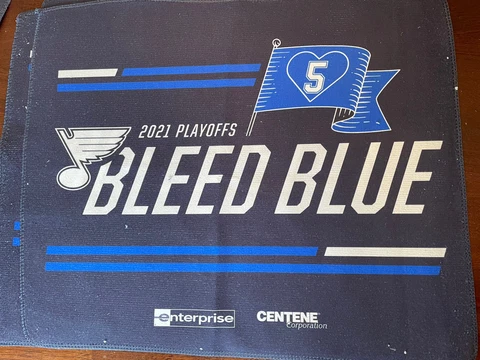 5
2021 PLAYOFFS
BLEED BLUE
enterprise
CENTENE
Corporation